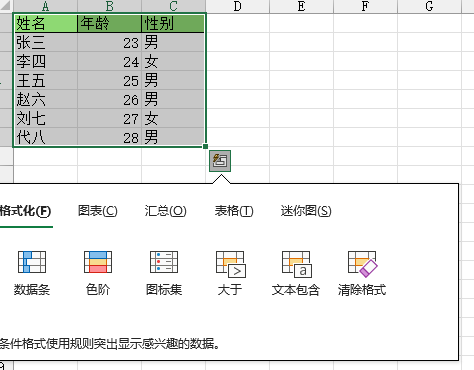 A B C D E F G
姓名 年龄 性别
张三 23 男
李四 24 女
王五 25 男
赵六 26 男
刘七 27 女
代八 28 男
格式化(F) 图表(C) 汇总(O) 表格(T) 迷你图(S)
数据条 色阶 图标集 大于 文本包含 清除格式
条件格式使用规则突出显示感兴趣的数据。